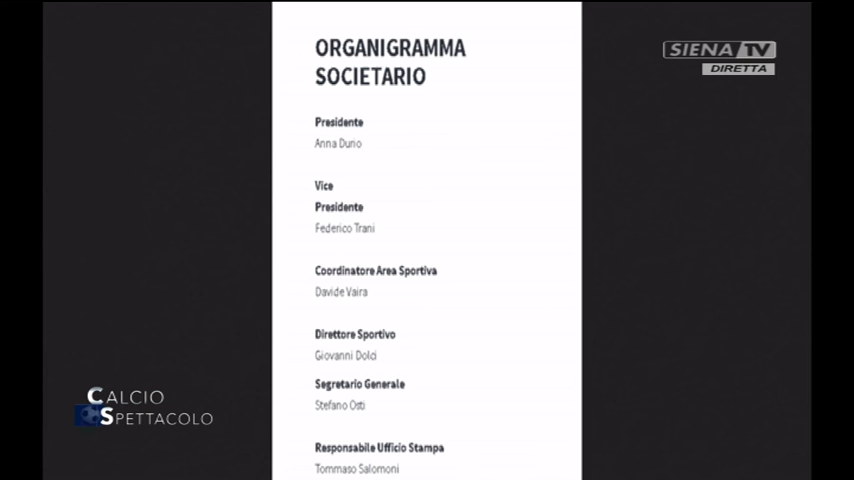 ORGANIGRAMMA
SOCIETARIO
SIENA TV
DIRETTA
Presidente
Anna Durio
Vice
Presidente
Federico Trani
Coordinatore Area Sportiva
Davide Vaira
Direttore Sportivo
Giovanni Dolci
Segretario Generale
Stefano Osti
Responsabile Ufficio Stampa
Tommaso Salomoni
CALCIO
SPETTACOLO